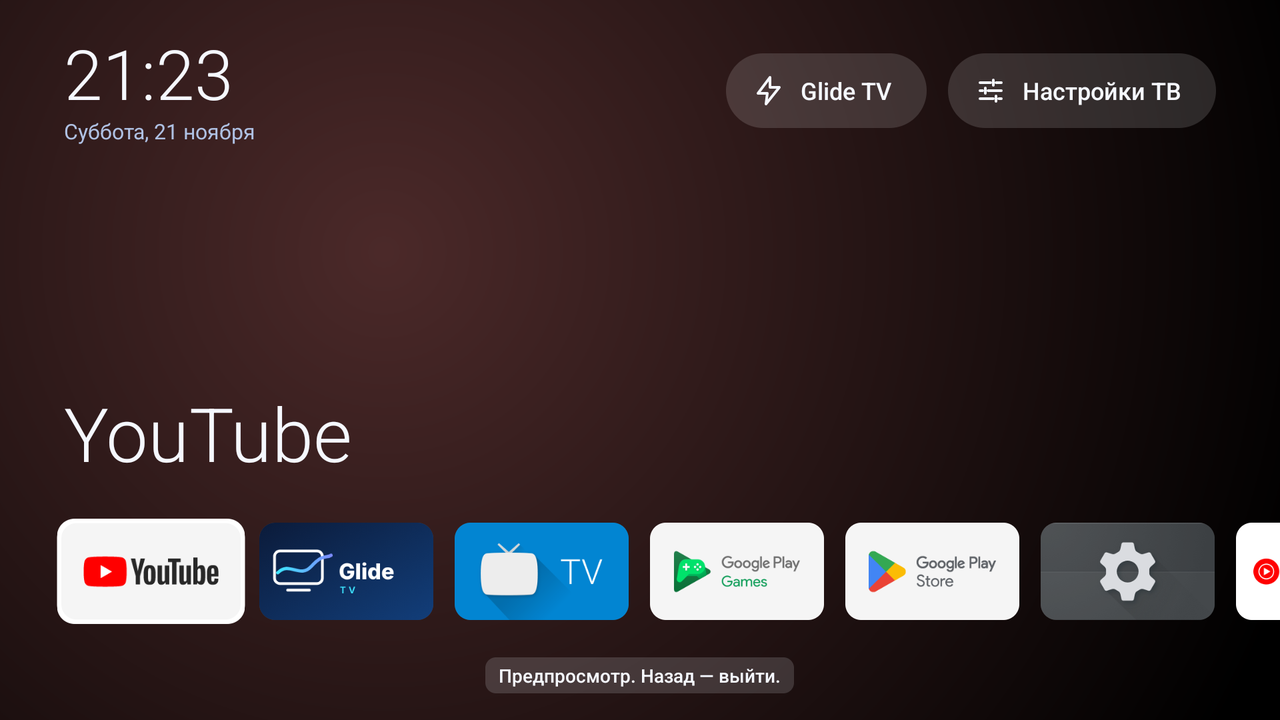 21:23
Суббота, 21 ноября
Glide TV
Настройки ТВ
YouTube
YouTube
Glide
TV
TV
Google Play
Games
Google Play
Store
Предпросмотр. Назад — выйти.